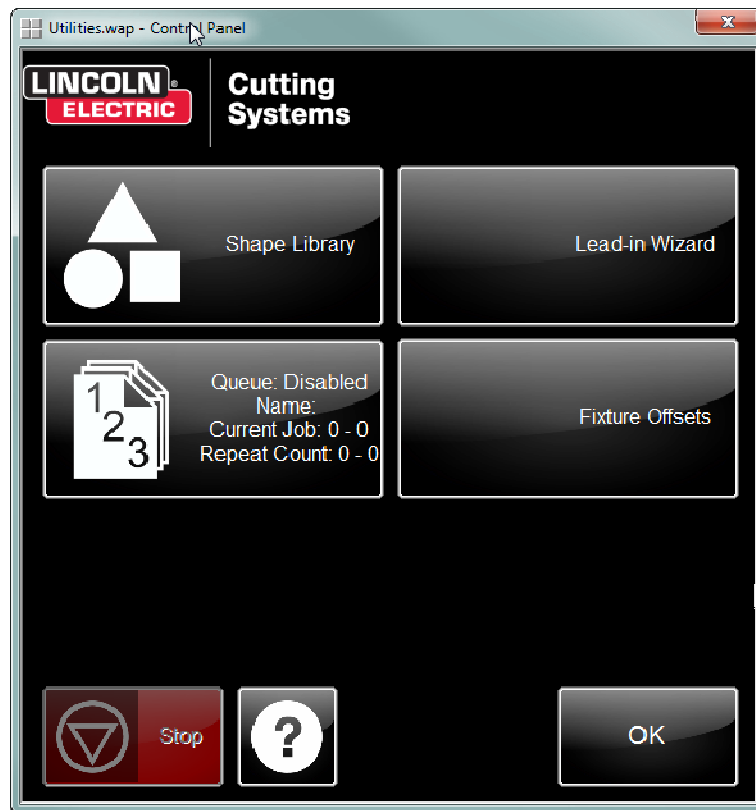 Utilities.wap - Control Panel
x
LINCOLN ®
ELECTRIC
Cutting
Systems
Shape Library
Lead-in Wizard
1
2
3
Queue: Disabled
Name:
Current Job: 0 - 0
Repeat Count: 0 - 0
Fixture Offsets
Stop
?
OK